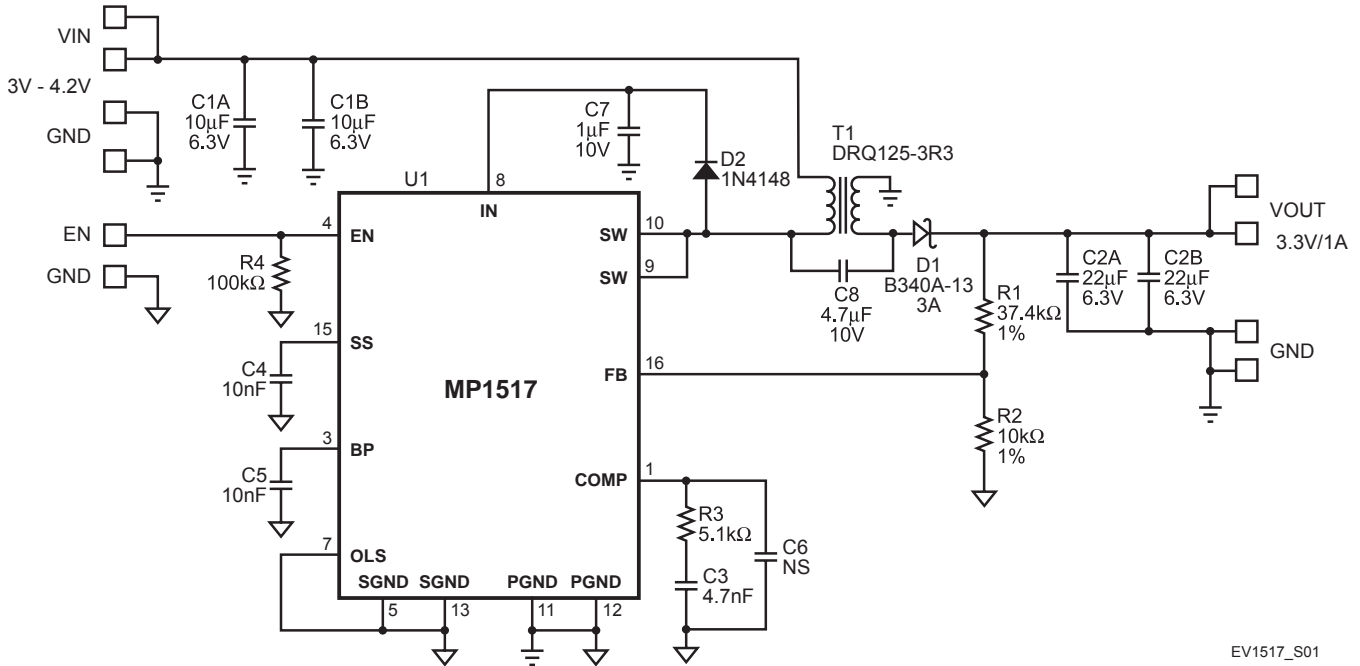 VIN
3V - 4.2V
GND
C1A
10µF
6.3V
C1B
10µF
6.3V
C7
1µF
10V
D2
1N4148
T1
DRQ125-3R3
U1
8
IN
EN
4
EN
R4
100kΩ
GND
10
SW
9
SW
C8
4.7µF
10V
D1
B340A-13
3A
R1
37.4kΩ
1%
C2A
22µF
6.3V
C2B
22µF
6.3V
VOUT
3.3V/1A
GND
15
SS
C4
10nF
MP1517
16
FB
R2
10kΩ
1%
3
BP
C5
10nF
1
COMP
R3
5.1kΩ
C3
4.7nF
C6
NS
7
OLS
SGND
SGND
PGND
PGND
5
13
11
12
EV1517_S01